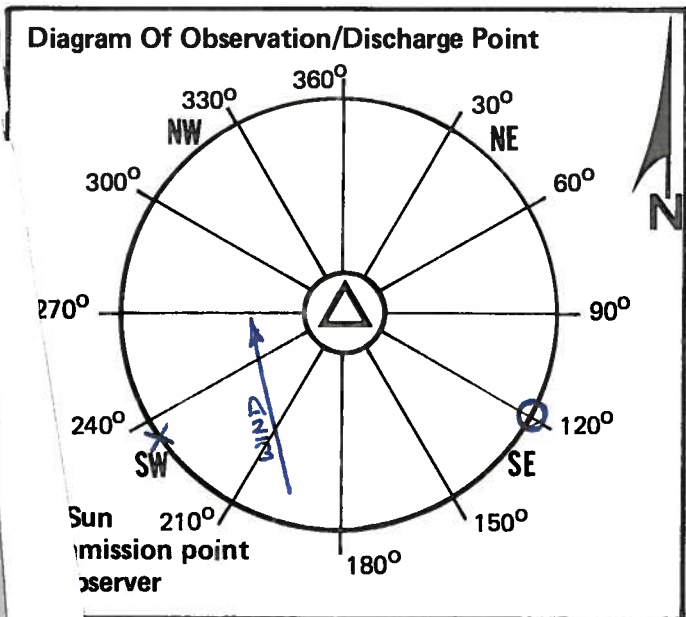 Diagram Of Observation/Discharge Point
360°
330° 30°
NW NE
300° 60°
N
270° 90°
WIND
240° 120°
SW SE
Sun 210° 150°
mission point 180°
bserver